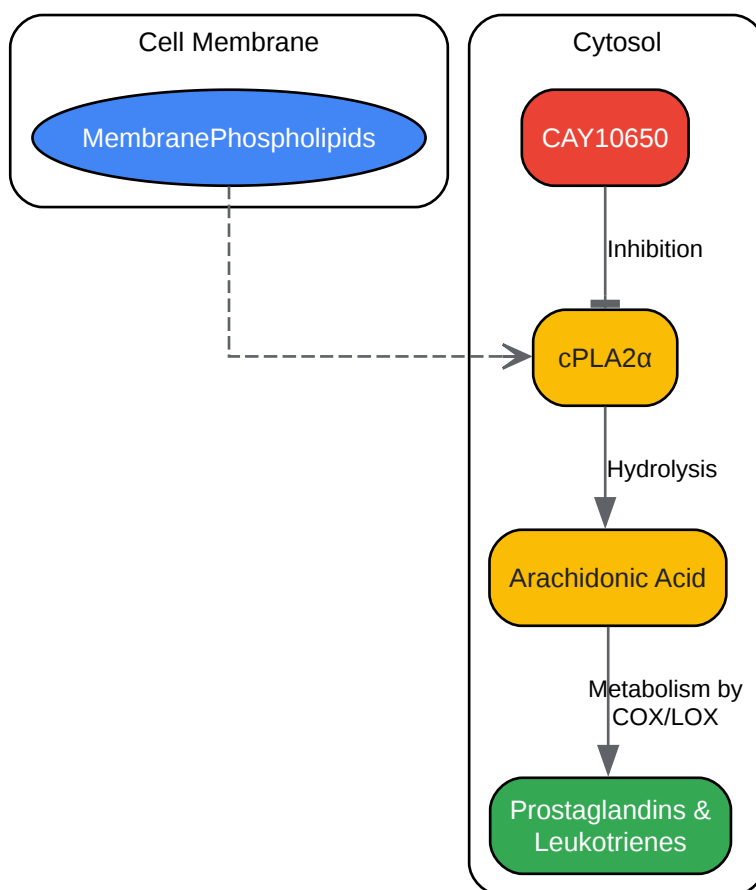 Cell Membrane
MembranePhospholipids
Cytosol
CAY10650
Inhibition
cPLA2α
Hydrolysis
Arachidonic Acid
Metabolism by
COX/LOX
Prostaglandins &
Leukotrienes